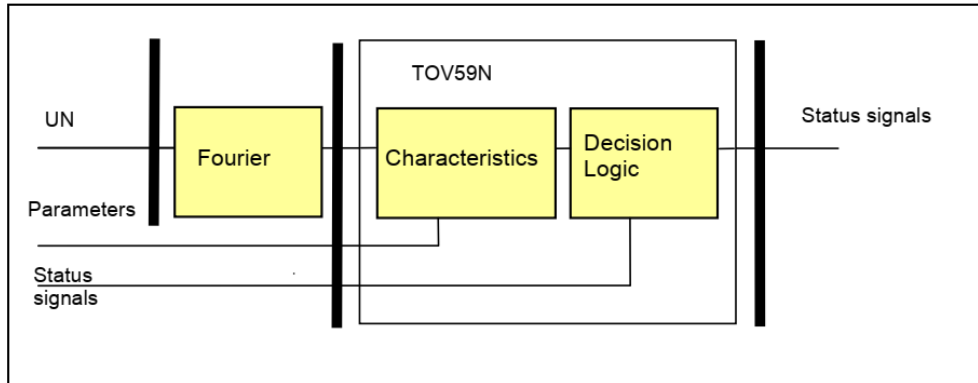 TOV59N
UN
Status signals
Fourier
Characteristics
Decision
Logic
Parameters
Status
signals